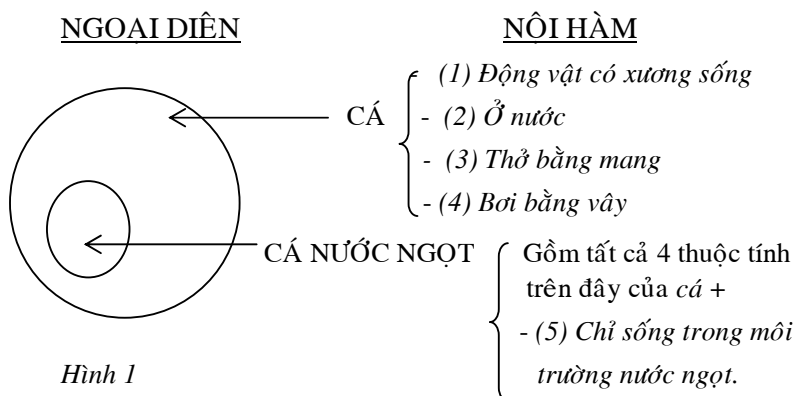 NGOẠI DIÊN
NỘI HÀM
CÁ
(1) Động vật có xương sống
- (2) Ở nước
- (3) Thở bằng mang
- (4) Bơi bằng vây
CÁ NƯỚC NGỌT
Gồm tất cả 4 thuộc tính
trên đây của cá +
- (5) Chỉ sống trong môi
trường nước ngọt.
Hình 1